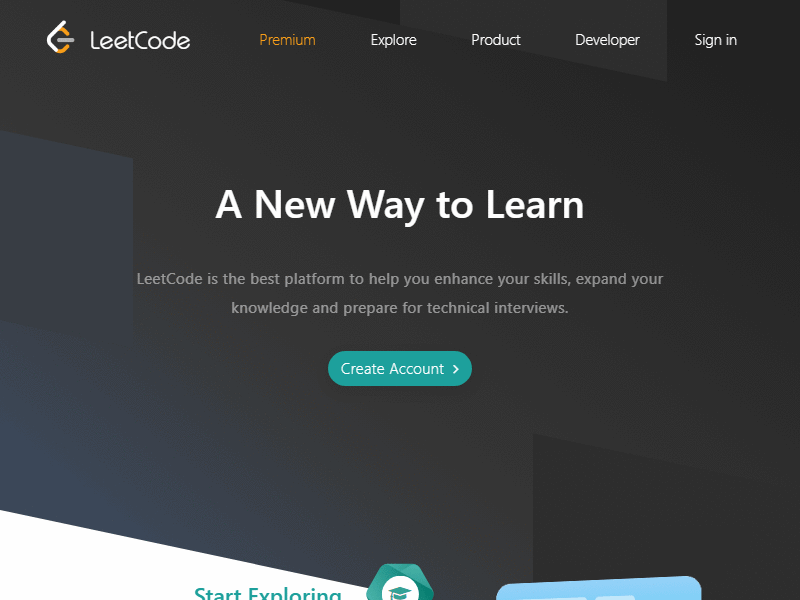 LeetCode
Premium
Explore
Product
Developer
Sign in
A New Way to Learn
LeetCode is the best platform to help you enhance your skills, expand your
knowledge and prepare for technical interviews.
Create Account
Start Exploring